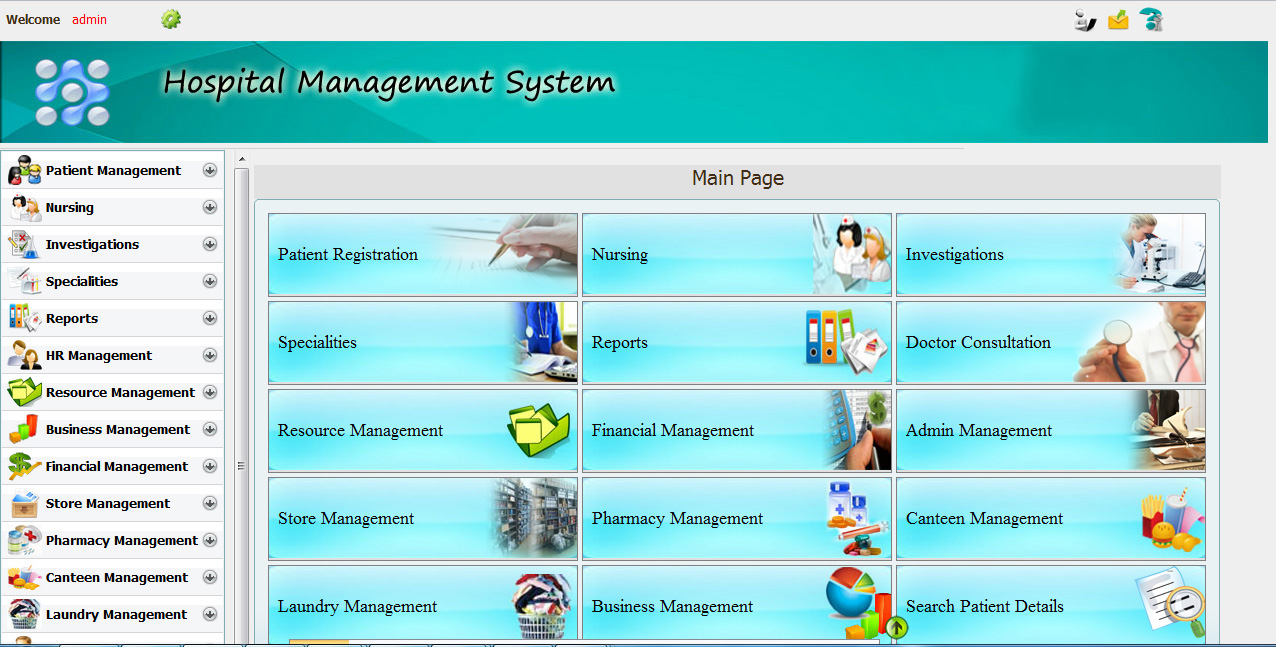 Welcome admin
Hospital Management System
Patient Management
Nursing
Investigations
Specialities
Reports
HR Management
Resource Management
Business Management
Financial Management
Store Management
Pharmacy Management
Canteen Management
Laundry Management
Main Page
Patient Registration
Nursing
Investigations
Specialities
Reports
Doctor Consultation
Resource Management
Financial Management
Admin Management
Store Management
Pharmacy Management
Canteen Management
Laundry Management
Business Management
Search Patient Details